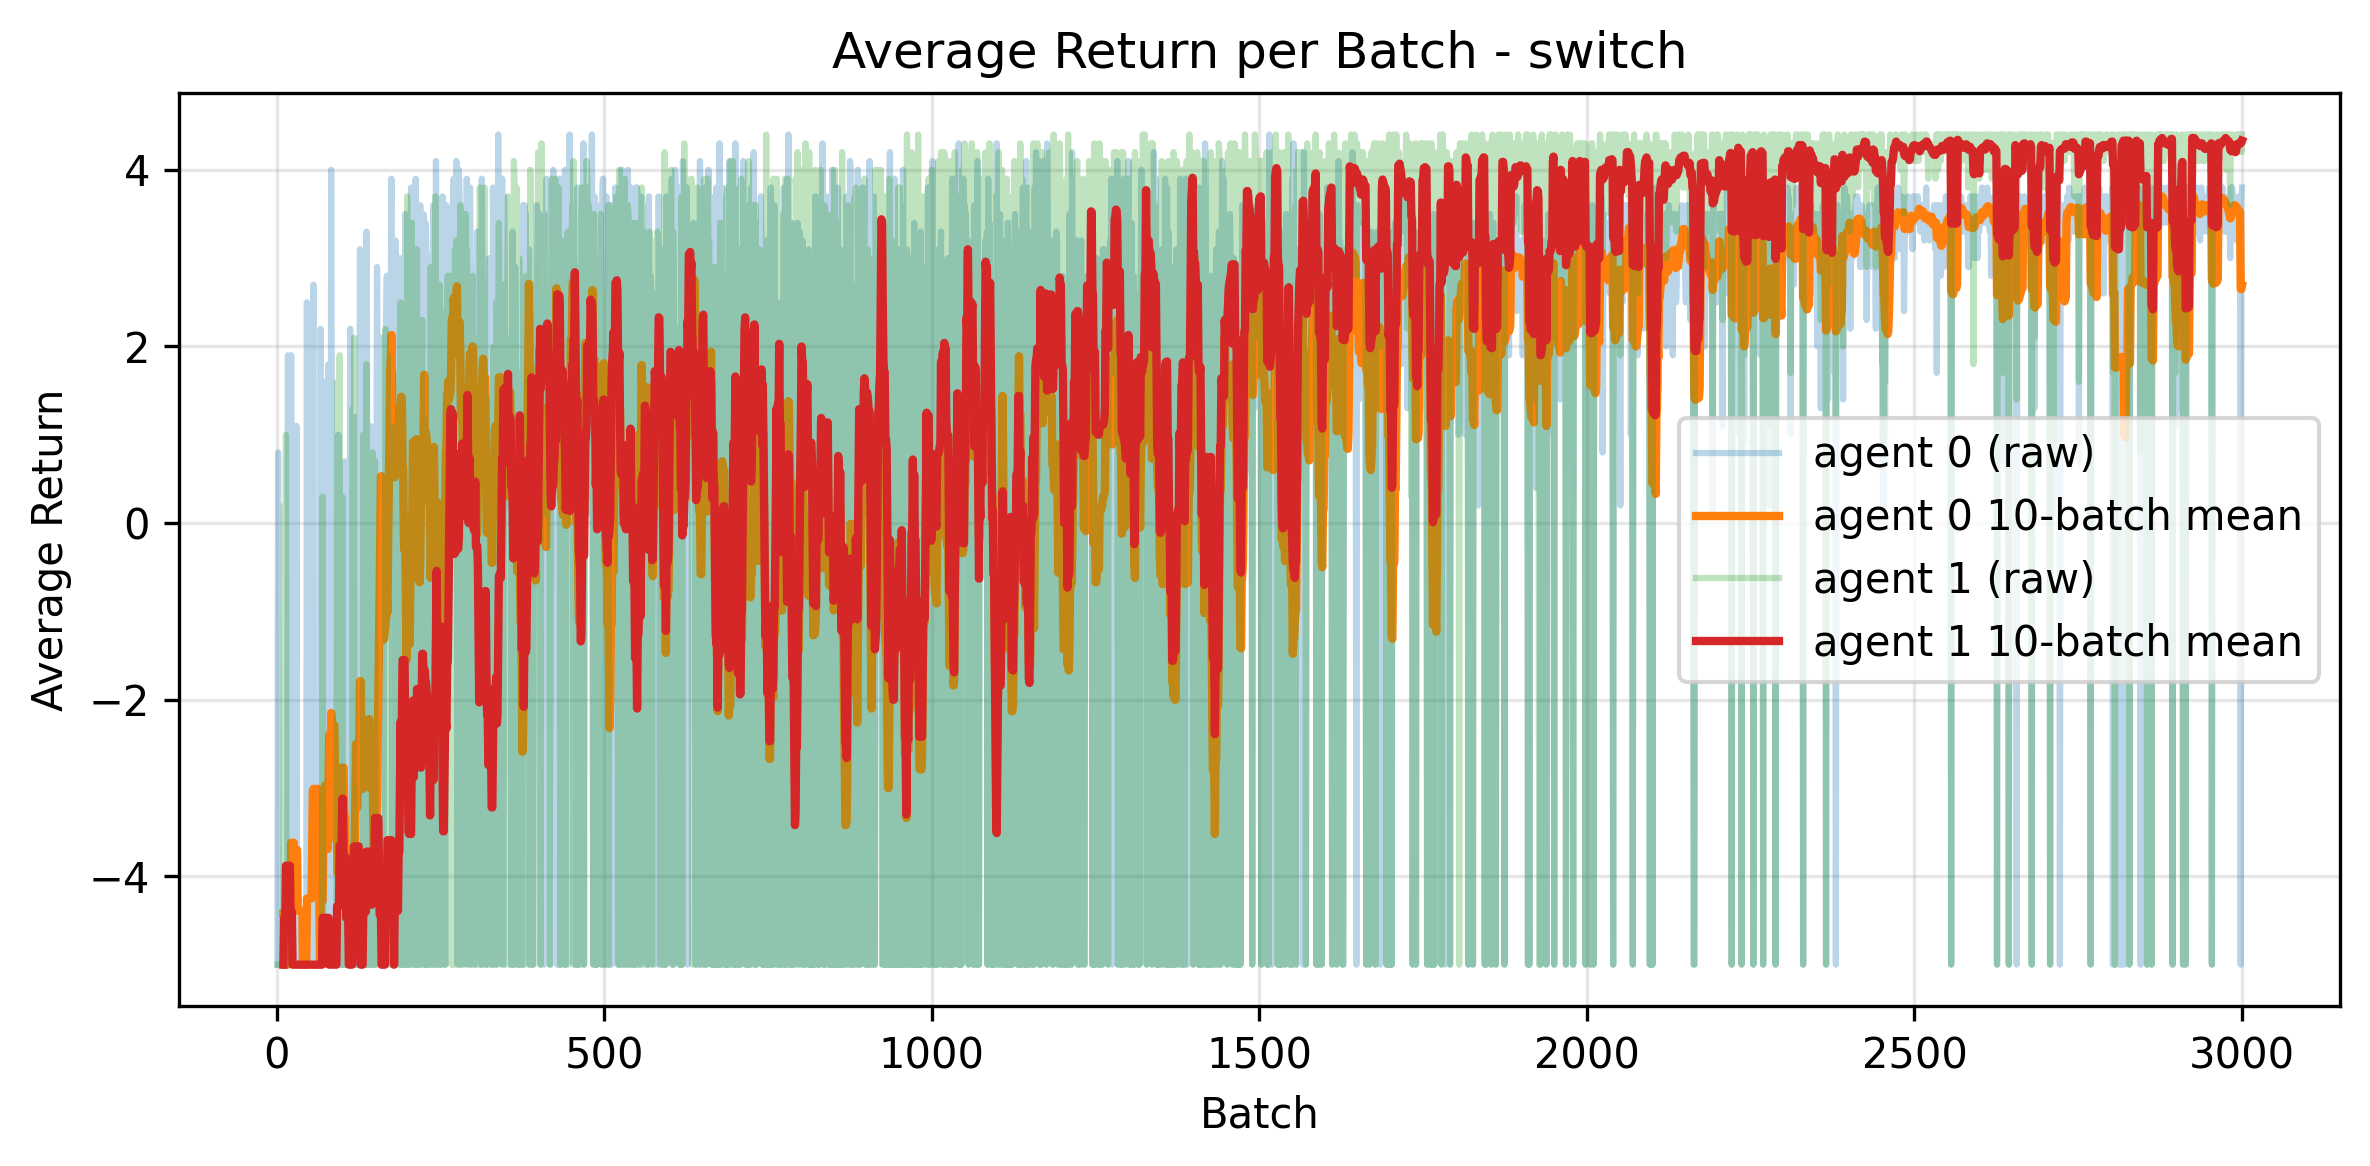 Average Return per Batch - switch
Average Return
4
2
0
−2
−4
agent 0 (raw)
agent 0 10-batch mean
agent 1 (raw)
agent 1 10-batch mean
0 500 1000 1500 2000 2500 3000
Batch